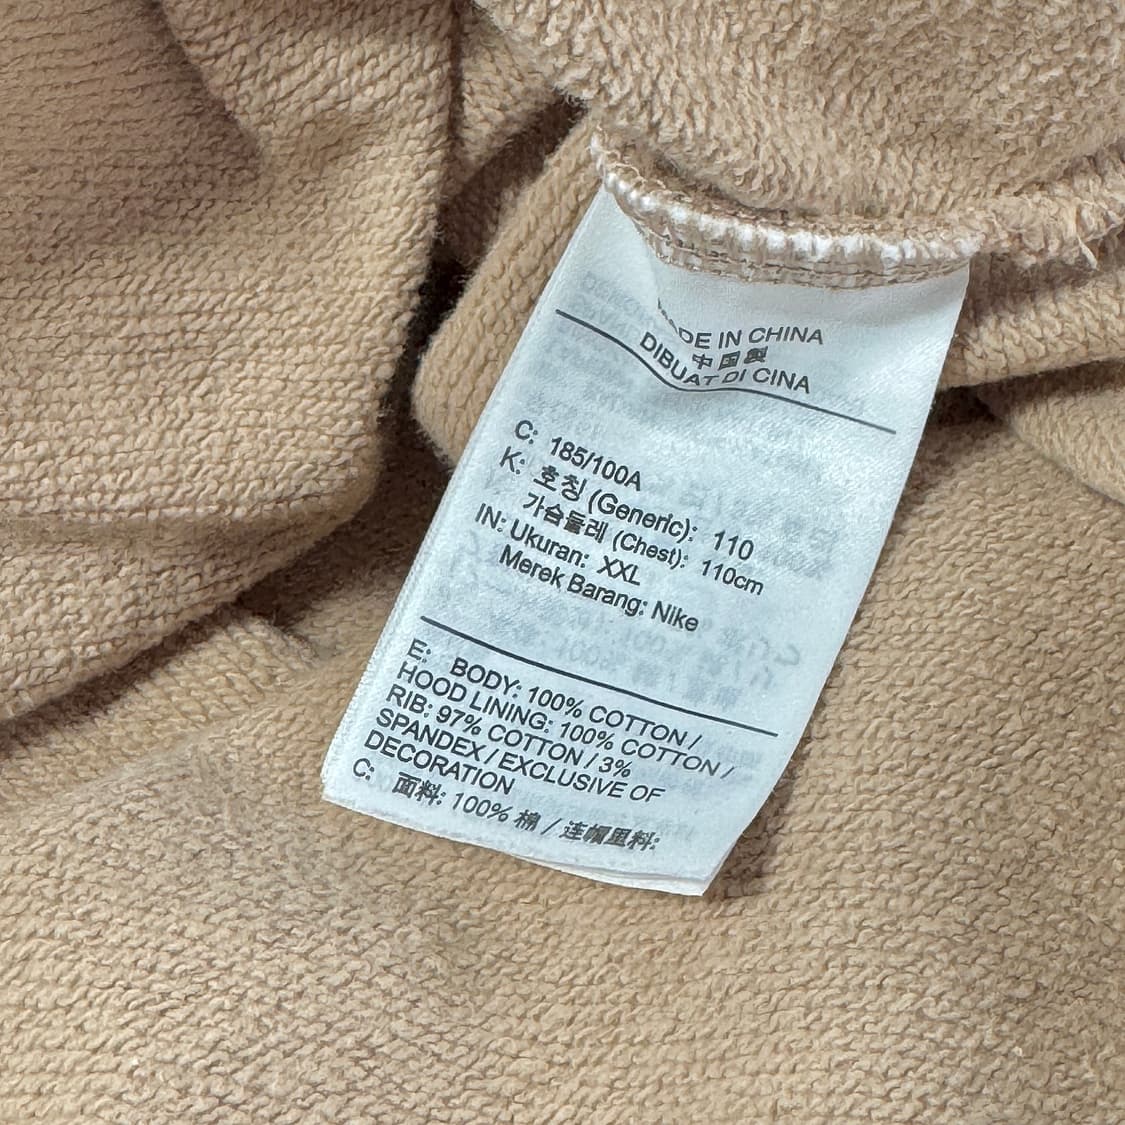 MADE IN CHINA
中国製
DIBUAT DI CINA
C: 185/100A
K: 호칭 (Generic): 110
가슴둘레 (Chest): 110cm
IN: Ukuran: XXL
Merek Barang: Nike
E: BODY: 100% COTTON /
HOOD LINING: 100% COTTON /
RIB: 97% COTTON / 3%
SPANDEX / EXCLUSIVE OF
DECORATION
C: 面料: 100% 棉 / 连帽里料: